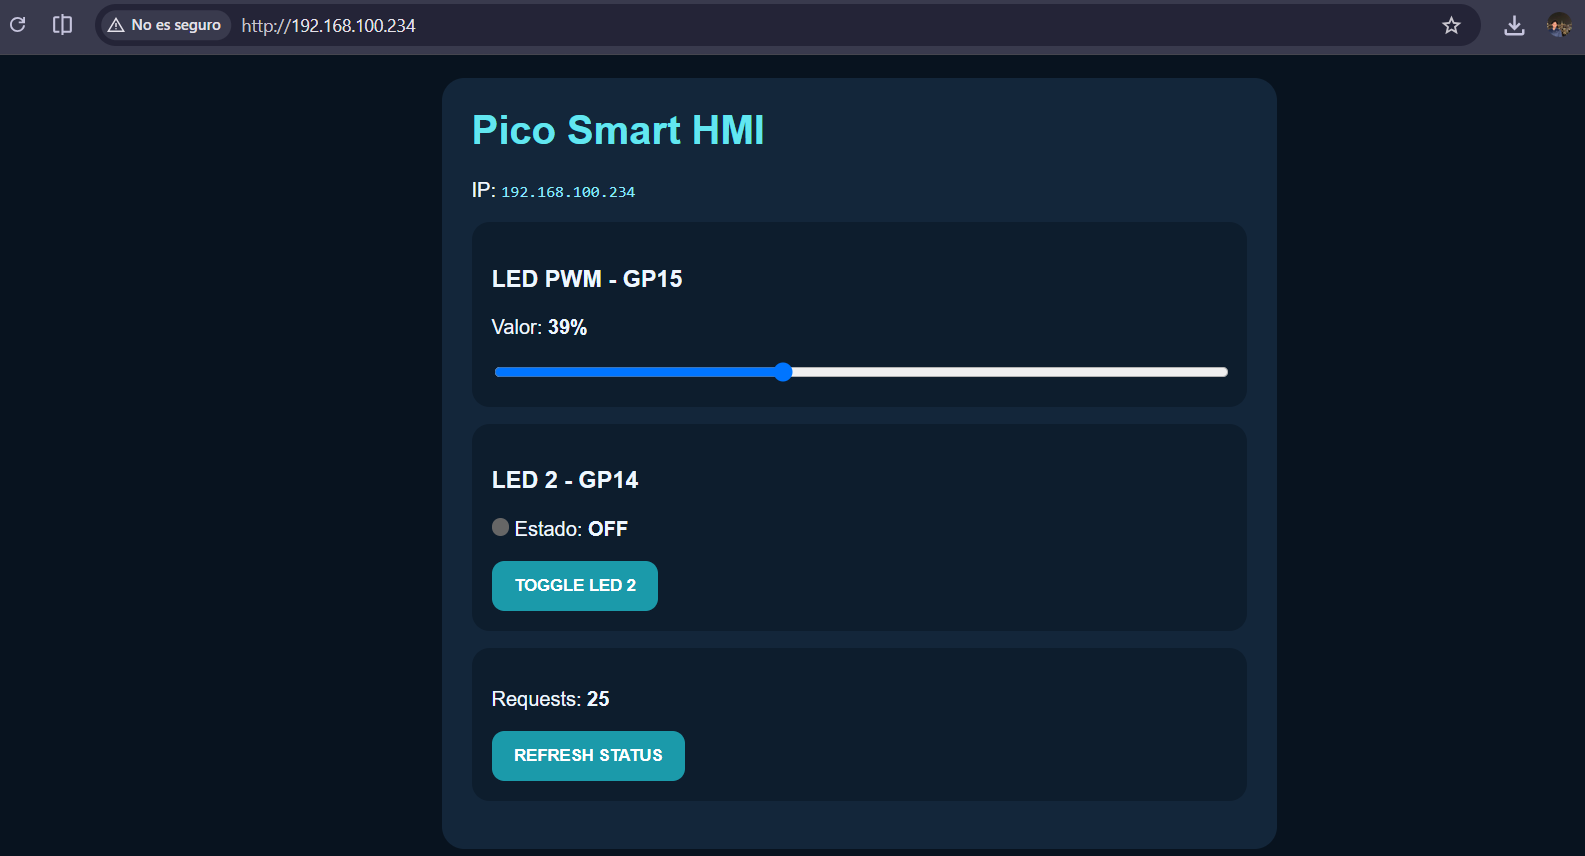 No es seguro http://192.168.100.234
Pico Smart HMI
IP: 192.168.100.234
LED PWM - GP15
Valor: 39%
LED 2 - GP14
Estado: OFF
TOGGLE LED 2
Requests: 25
REFRESH STATUS